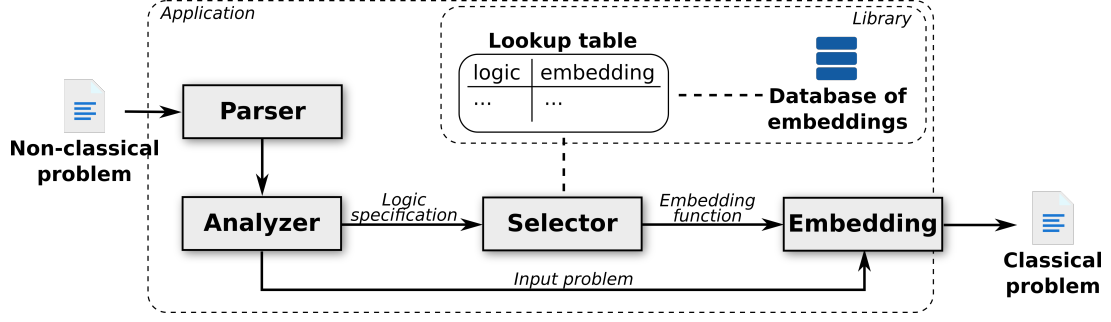 Application
Library
Lookup table
logic embedding
... ...
Database of
embeddings
Parser
Non-classical
problem
Analyzer
Logic
specification
Selector
Embedding
function
Embedding
Classical
problem
Input problem